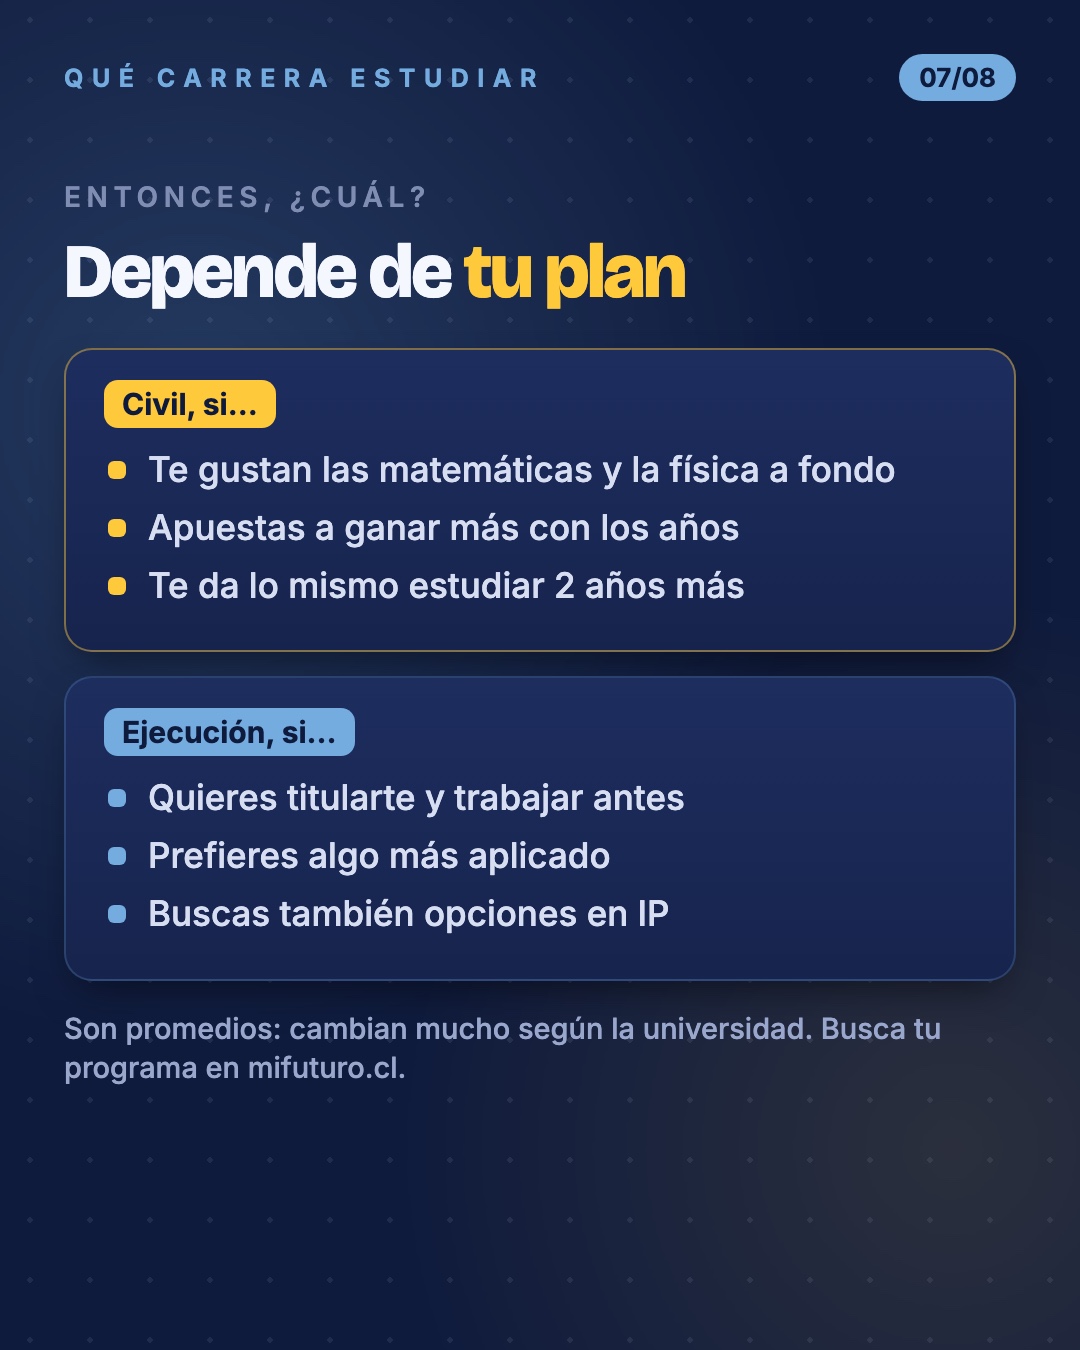 QUÉ CARRERA ESTUDIAR
07/08
ENTONCES, ¿CUÁL?
Depende de tu plan
Civil, si...
Te gustan las matemáticas y la física a fondo
Apuestas a ganar más con los años
Te da lo mismo estudiar 2 años más
Ejecución, si...
Quieres titularte y trabajar antes
Prefieres algo más aplicado
Buscas también opciones en IP
Son promedios: cambian mucho según la universidad. Busca tu
programa en mifuturo.cl.